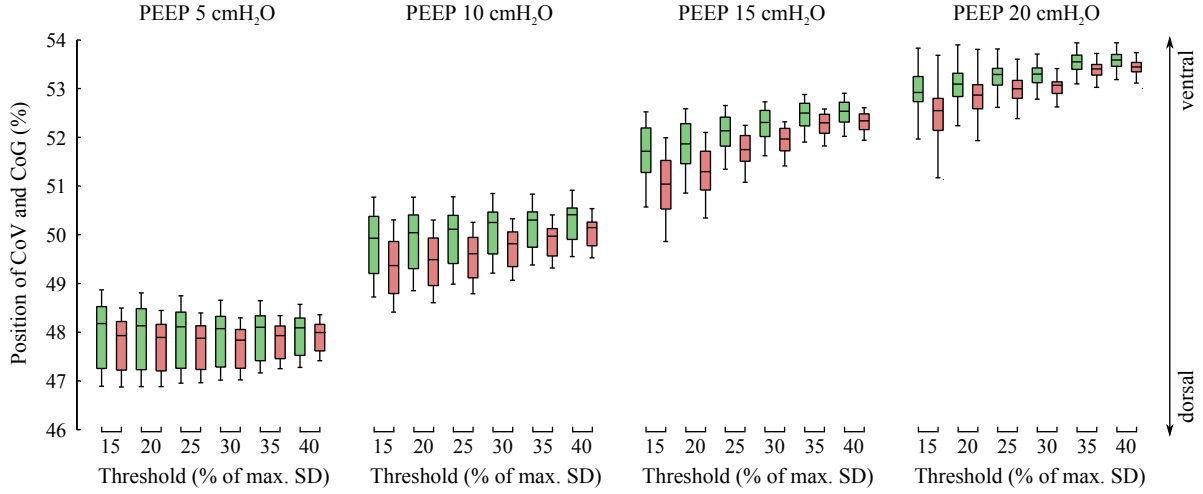 PEEP 5 cmH₂O PEEP 10 cmH₂O PEEP 15 cmH₂O PEEP 20 cmH₂O
Position of CoV and CoG (%)
54
53
52
51
50
49
48
47
46
ventral
dorsal
15 20 25 30 35 40 15 20 25 30 35 40 15 20 25 30 35 40 15 20 25 30 35 40
Threshold (% of max. SD) Threshold (% of max. SD) Threshold (% of max. SD) Threshold (% of max. SD)